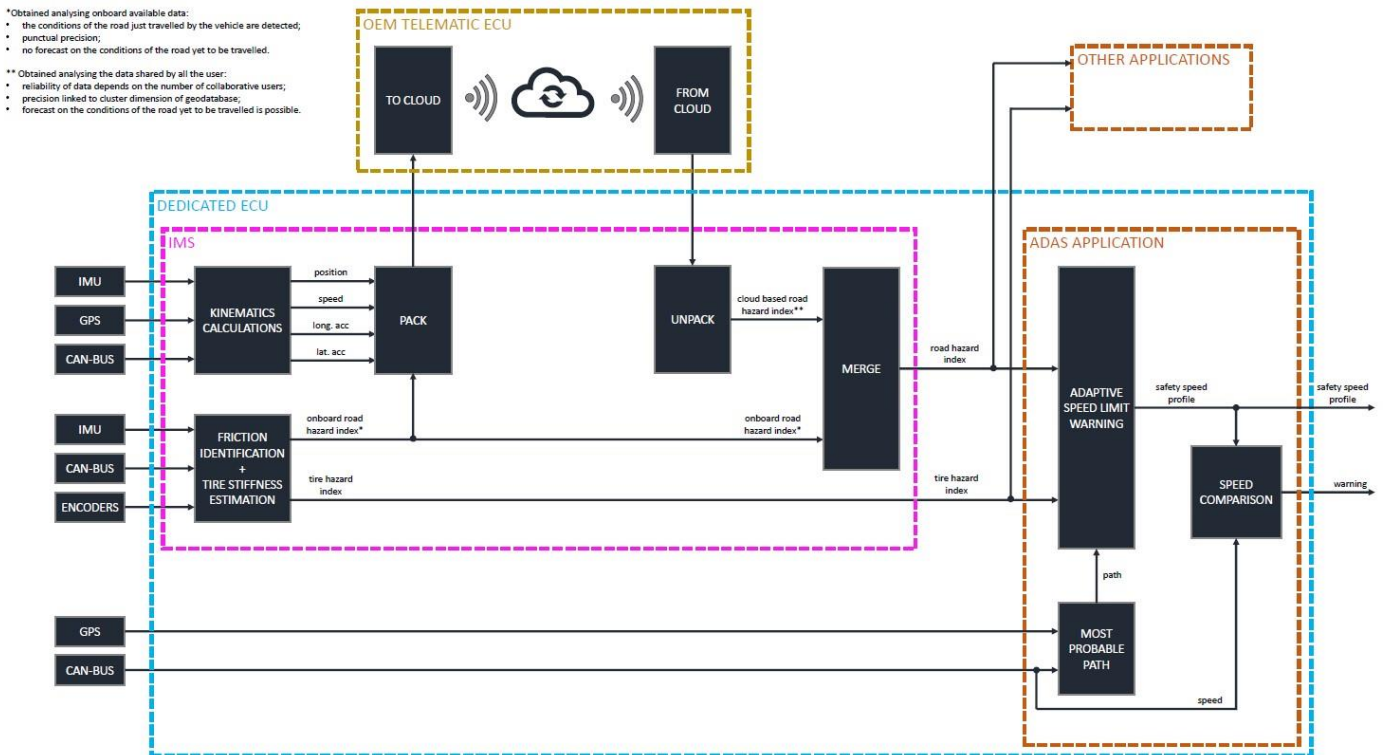 *Obtained analysing onboard available data:
• the conditions of the road just travelled by the vehicle are detected;
• punctual precision;
• no forecast on the conditions of the road yet to be travelled.
** Obtained analysing the data shared by all the user:
• reliability of data depends on the number of collaborative users;
• precision linked to cluster dimension of geodatabase;
• forecast on the conditions of the road yet to be travelled is possible.
OEM TELEMATIC ECU
TO CLOUD
FROM
CLOUD
OTHER APPLICATIONS
DEDICATED ECU
IMS
ADAS APPLICATION
IMU
GPS
CAN-BUS
KINEMATICS
CALCULATIONS
position
speed
long. acc
lat. acc
PACK
UNPACK
cloud based road
hazard index**
MERGE
road hazard
index
IMU
CAN-BUS
ENCODERS
FRICTION
IDENTIFICATION
+
TIRE STIFFNESS
ESTIMATION
onboard road
hazard index*
onboard road
hazard index*
tire hazard
index
tire hazard
index
ADAPTIVE
SPEED LIMIT
WARNING
safety speed
profile
safety speed
profile
SPEED
COMPARISON
warning
path
GPS
CAN-BUS
MOST
PROBABLE
PATH
speed